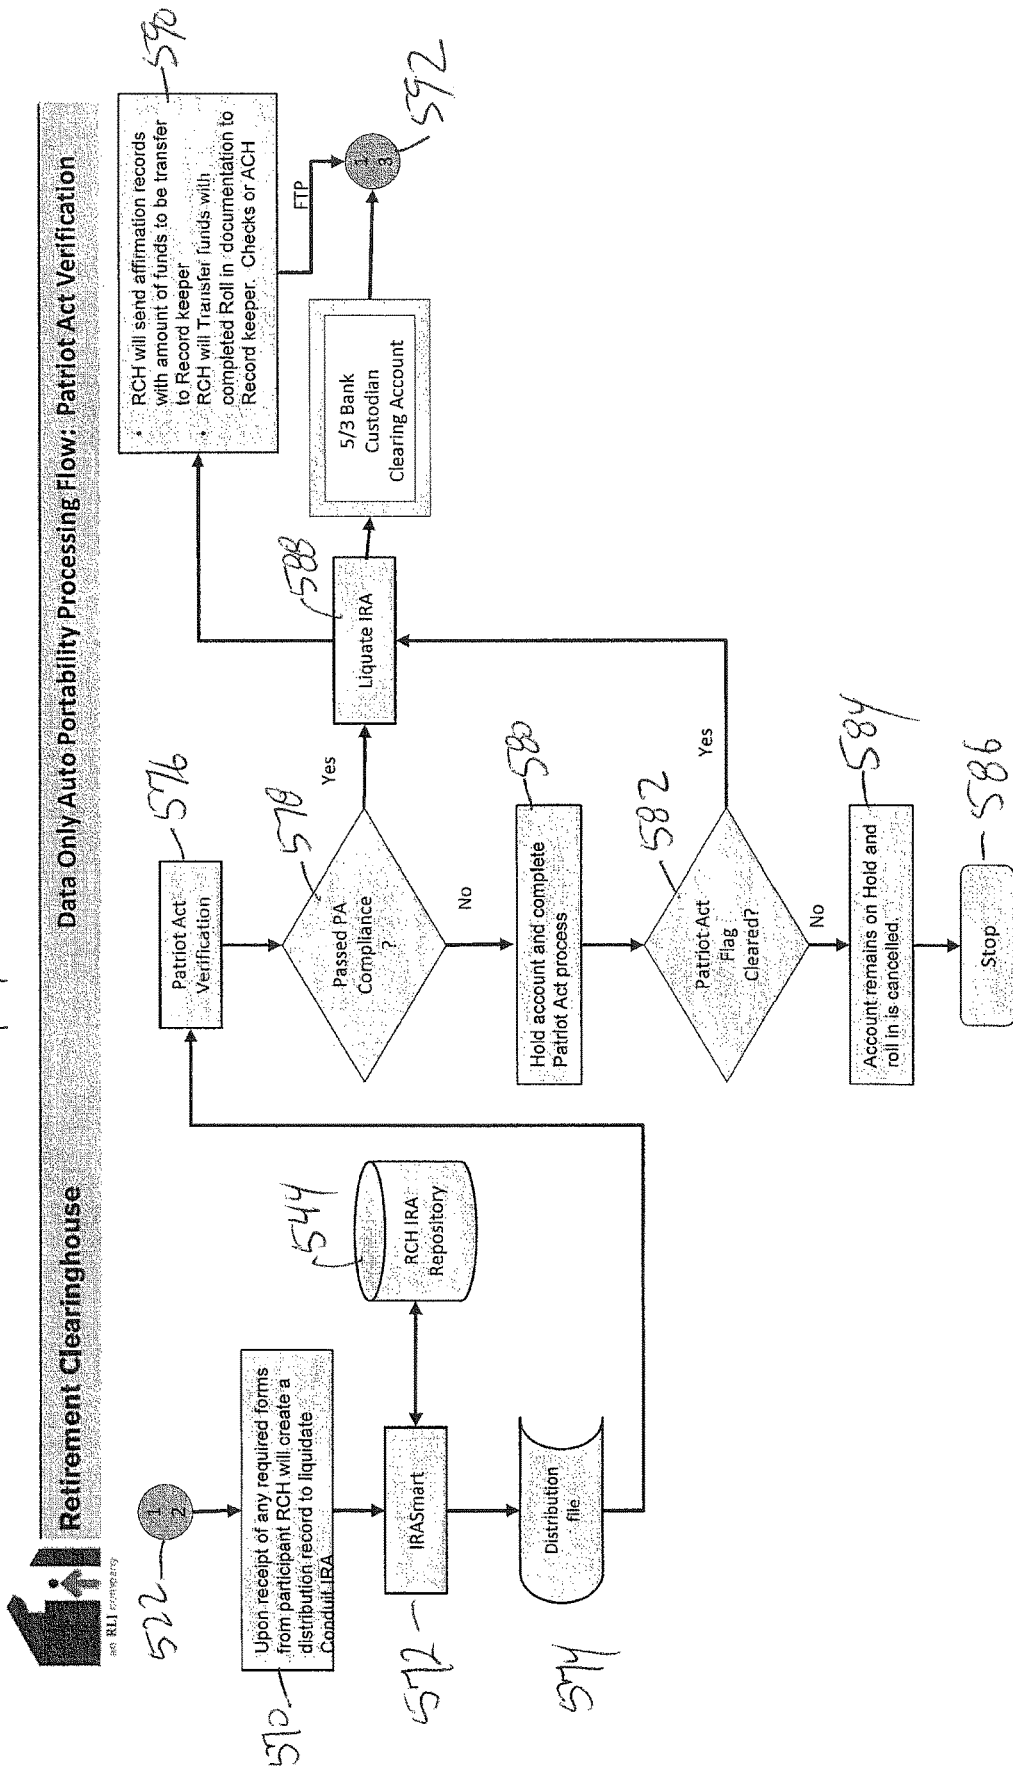 an RLJ company
Retirement Clearinghouse
Data Only Auto Portability Processing Flow: Patriot Act Verification
522
1
2
570
Upon receipt of any required forms
from participant RCH will create a
distribution record to liquidate
Conduit IRA
572
IRASmart
544
RCH IRA
Repository
574
Distribution
file
576
Patriot Act
Verification
578
Passed PA
Compliance
?
Yes
No
580
Hold account and complete
Patriot Act process
582
Patriot Act
Flag
Cleared?
Yes
No
584
Account remains on Hold and
roll in is cancelled.
586
Stop
588
Liquate IRA
5/3 Bank
Custodian
Clearing Account
590
• RCH will send affirmation records
with amount of funds to be transfer
to Record keeper
• RCH will Transfer funds with
completed Roll in documentation to
Record keeper. Checks or ACH
FTP
1
3
592